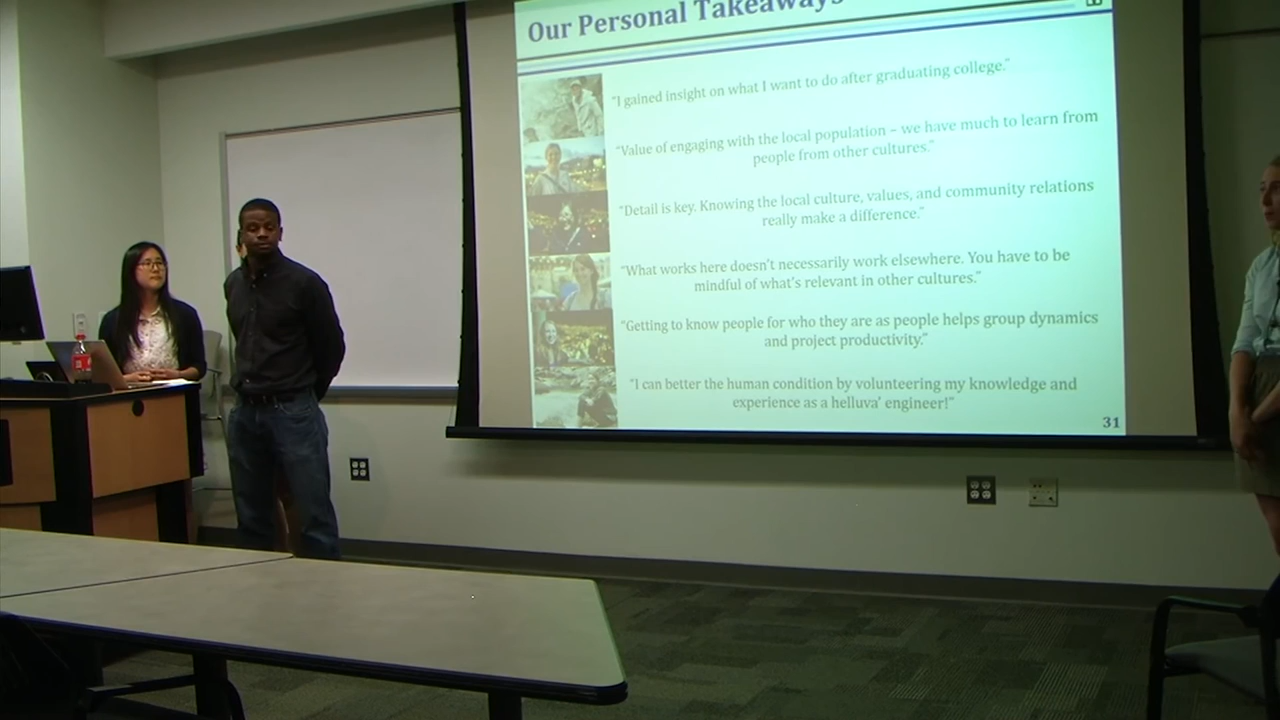 Our Personal Takeaways
"I gained insight on what I want to do after graduating college."
"Value of engaging with the local population – we have much to learn from
people from other cultures."
"Detail is key. Knowing the local culture, values, and community relations
really make a difference."
"What works here doesn't necessarily work elsewhere. You have to be
mindful of what's relevant in other cultures."
"Getting to know people for who they are as people helps group dynamics
and project productivity."
"I can better the human condition by volunteering my knowledge and
experience as a helluva' engineer!"
31